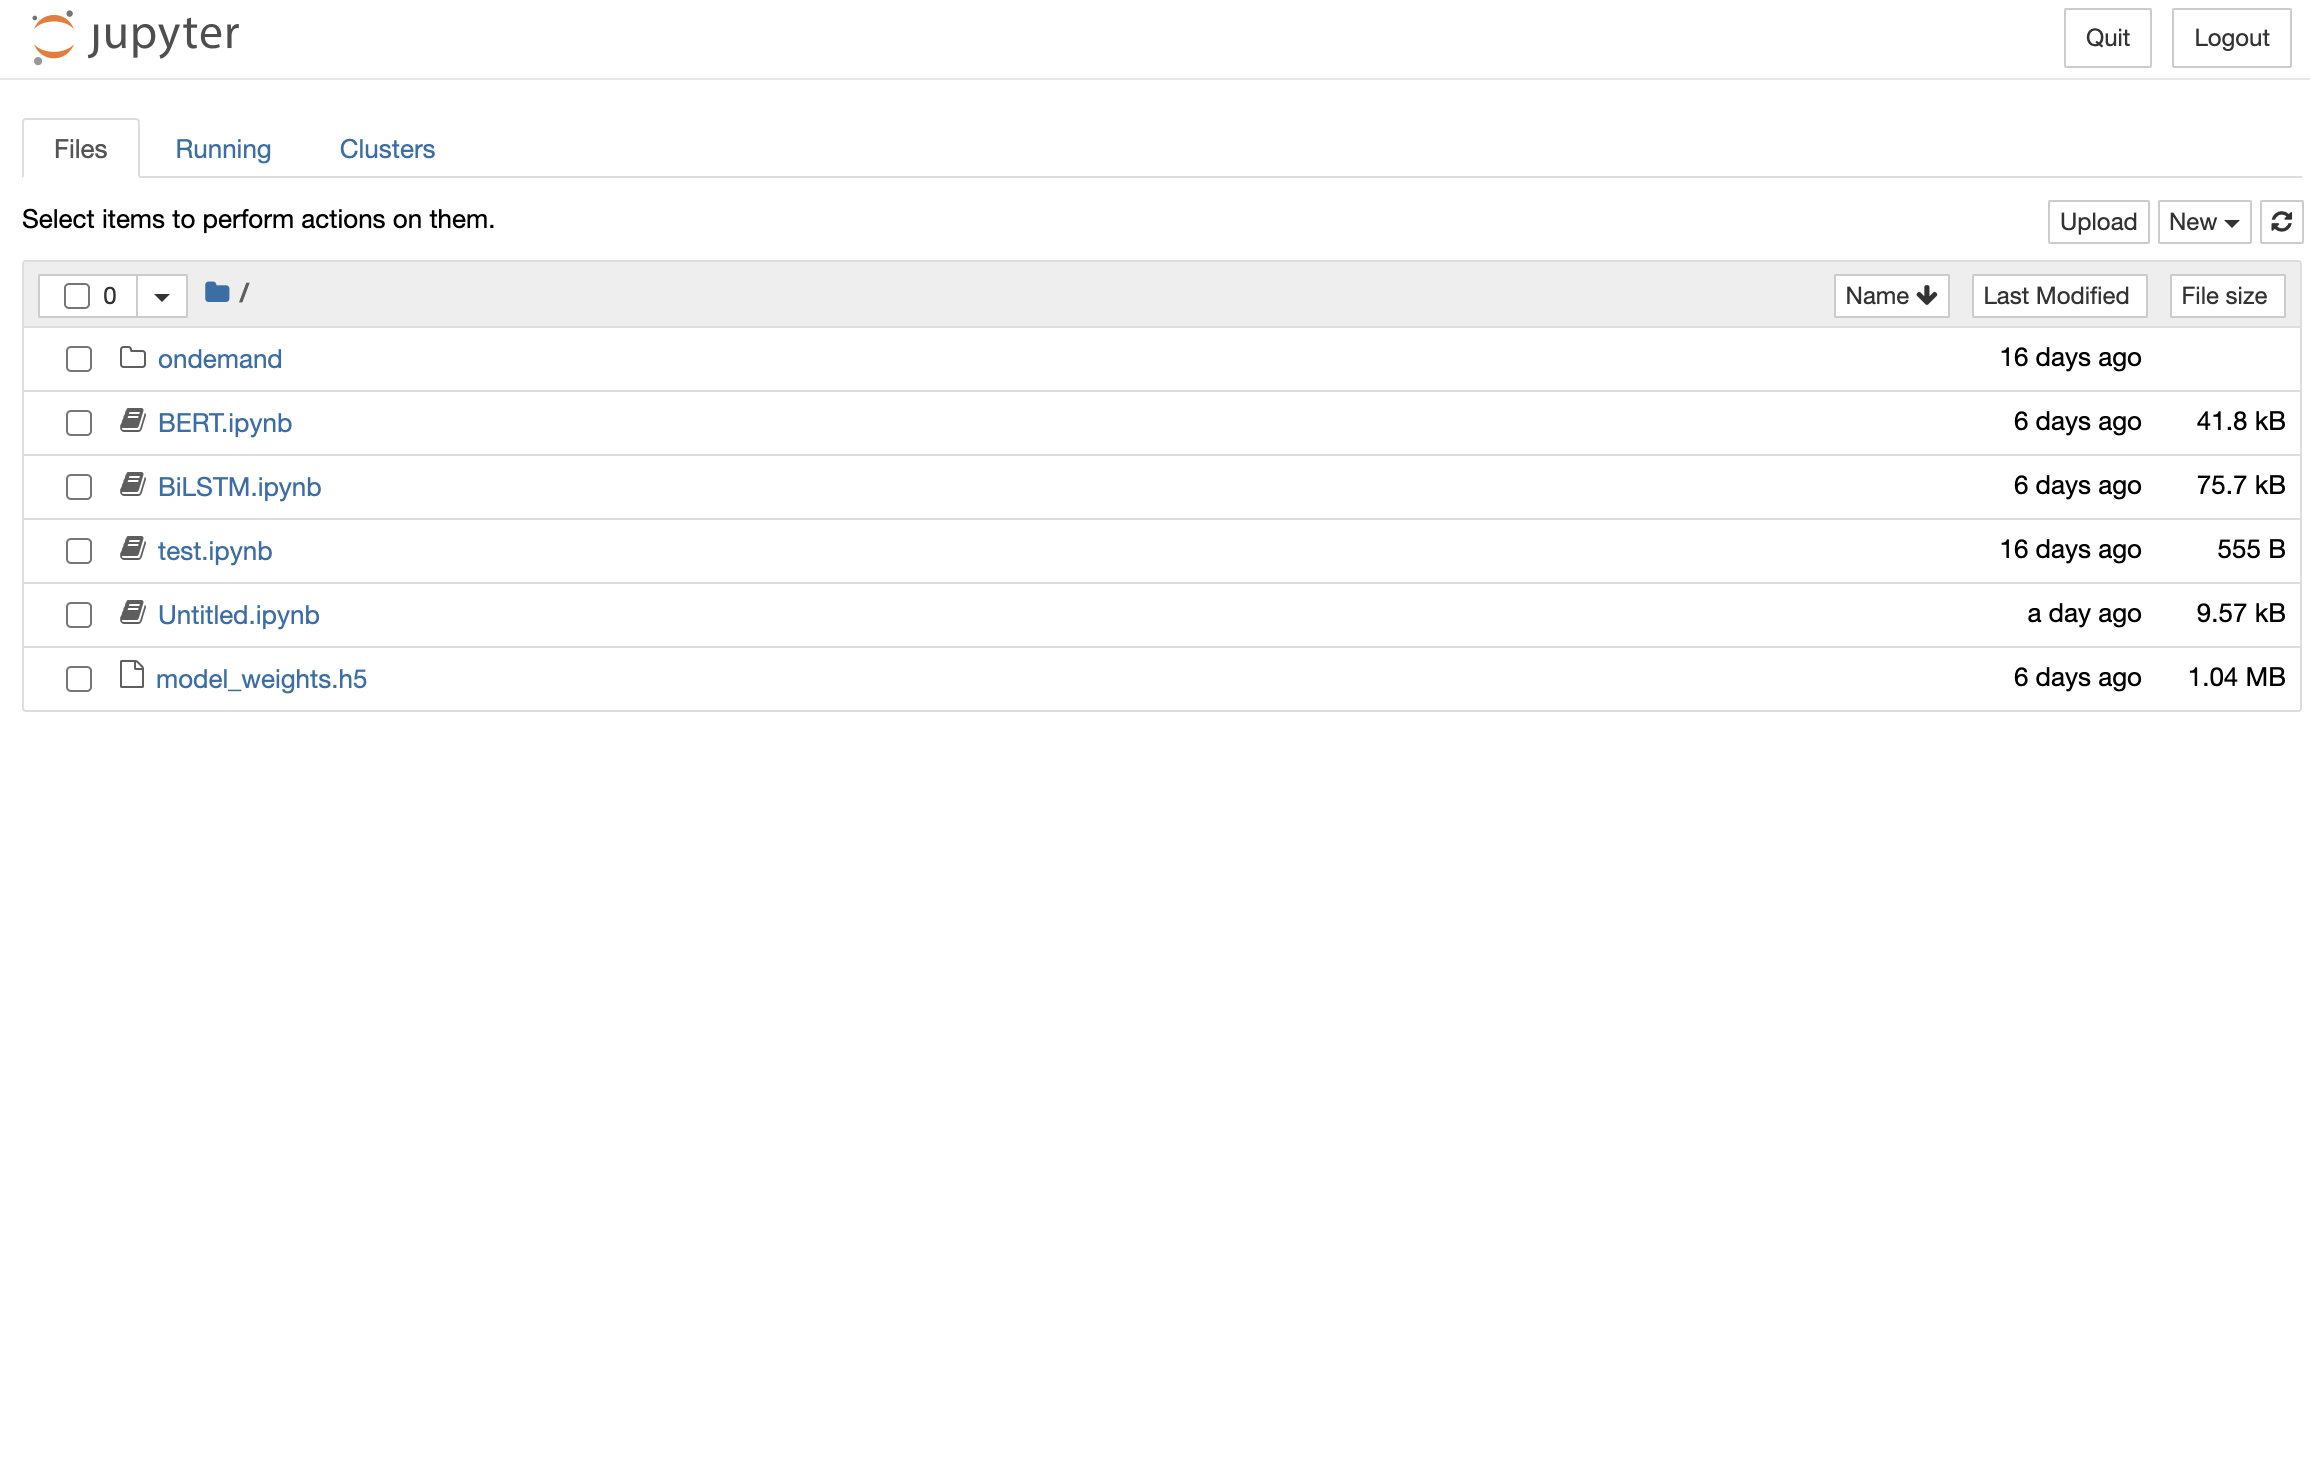 jupyter
Quit Logout
Files Running Clusters
Select items to perform actions on them.
Upload New
0 /
Name Last Modified File size
ondemand 16 days ago
BERT.ipynb 6 days ago 41.8 kB
BiLSTM.ipynb 6 days ago 75.7 kB
test.ipynb 16 days ago 555 B
Untitled.ipynb a day ago 9.57 kB
model_weights.h5 6 days ago 1.04 MB